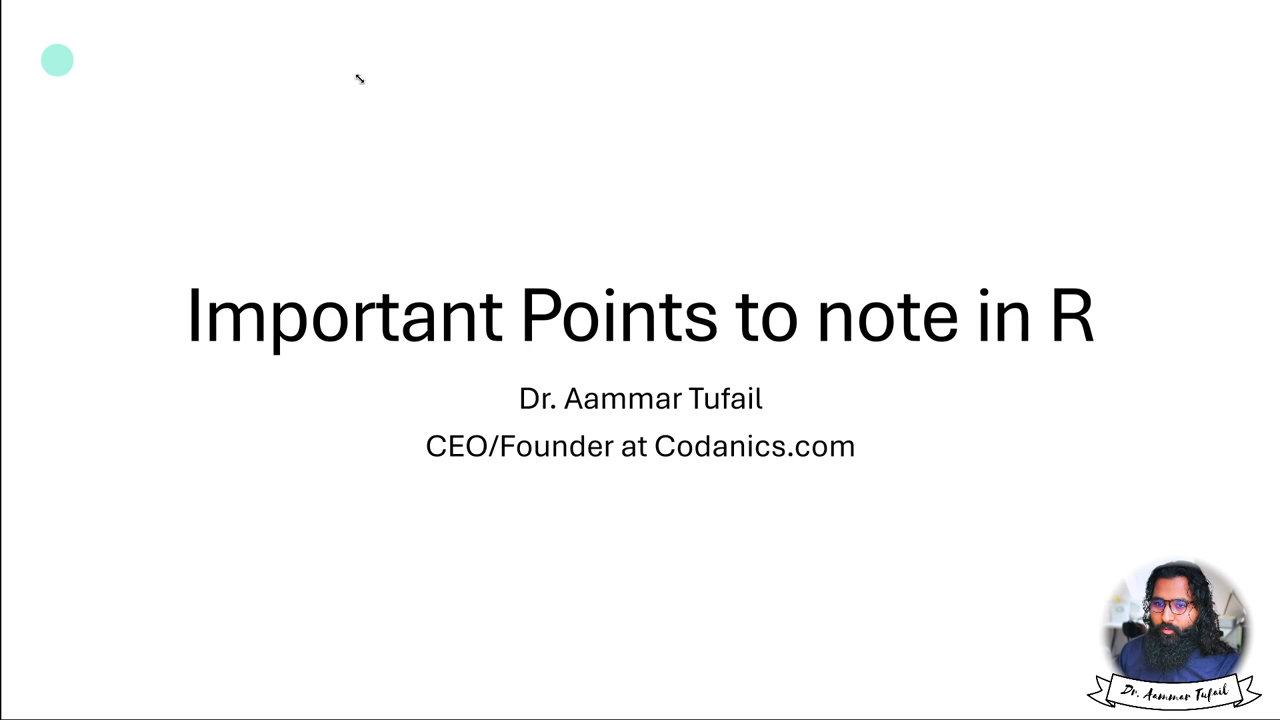 Important Points to note in R
Dr. Aammar Tufail
CEO/Founder at Codanics.com
Dr. Aammar Tufail